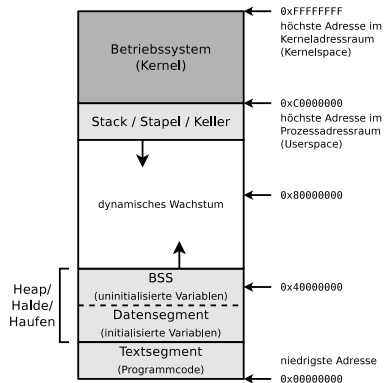 0xFFFFFFFF
höchste Adresse im
Kerneladressraum
(Kernelspace)
Betriebssystem
(Kernel)
0xC0000000
höchste Adresse im
Prozessadressraum
(Userspace)
Stack / Stapel / Keller
dynamisches Wachstum
0x80000000
Heap/
Halde/
Haufen
BSS
(uninitialisierte Variablen)
0x40000000
Datensegment
(initialisierte Variablen)
Textsegment
(Programmcode)
niedrigste Adresse
0x00000000